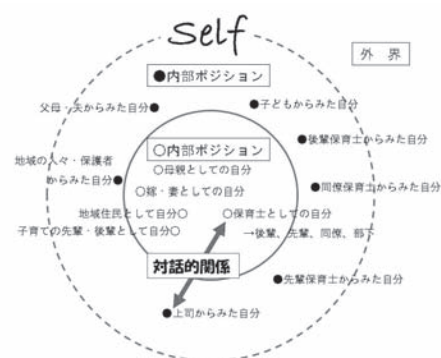 Self
外 界
●内部ポジション
父母・夫からみた自分●
●子どもからみた自分
●後輩保育士からみた自分
○内部ポジション
地域の人々・保護者
からみた自分●
○母親としての自分
○嫁・妻としての自分
●同僚保育士からみた自分
地域住民として自分○
○保育士としての自分
子育ての先輩・後輩として自分○
→後輩、先輩、同僚、部下
対話的関係
●先輩保育士からみた自分
●上司からみた自分